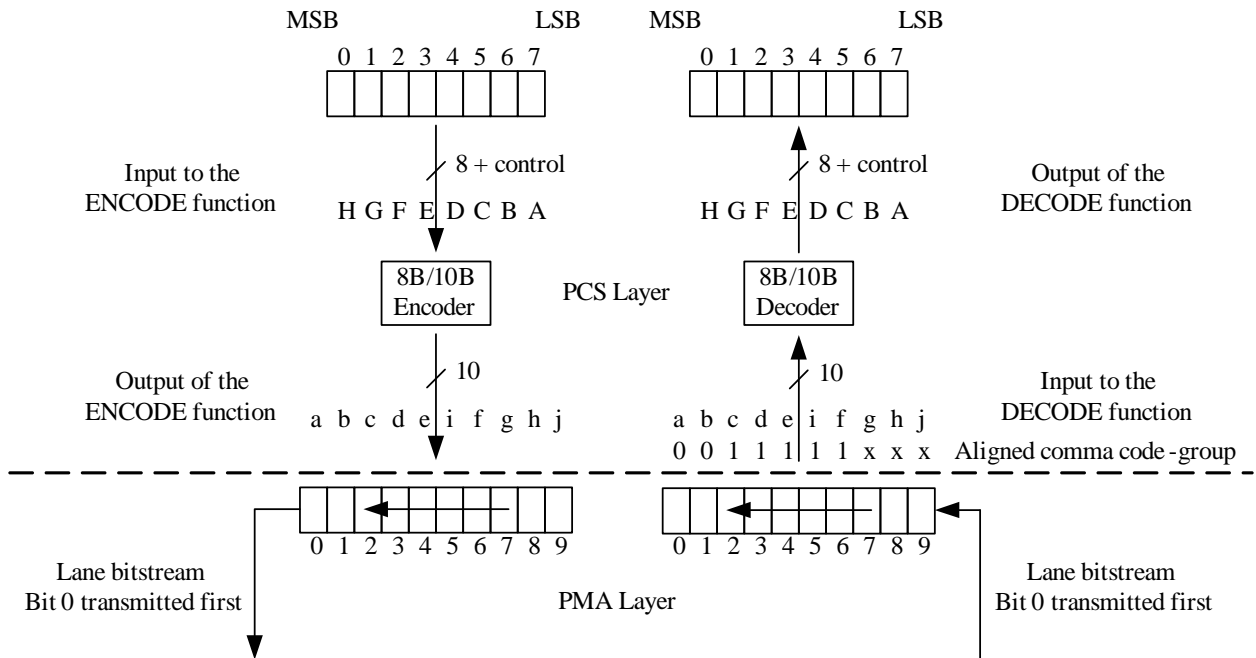 MSB LSB MSB LSB
0 1 2 3 4 5 6 7 0 1 2 3 4 5 6 7
8 + control 8 + control
Input to the Output of the
ENCODE function DECODE function
H G F E D C B A H G F E D C B A
8B/10B 8B/10B
Encoder PCS Layer Decoder
10 10
Output of the Input to the
ENCODE function DECODE function
a b c d e i f g h j a b c d e i f g h j
0 0 1 1 1 1 1 x x x Aligned comma code-group
0 1 2 3 4 5 6 7 8 9 0 1 2 3 4 5 6 7 8 9
Lane bitstream Lane bitstream
Bit 0 transmitted first PMA Layer Bit 0 transmitted first